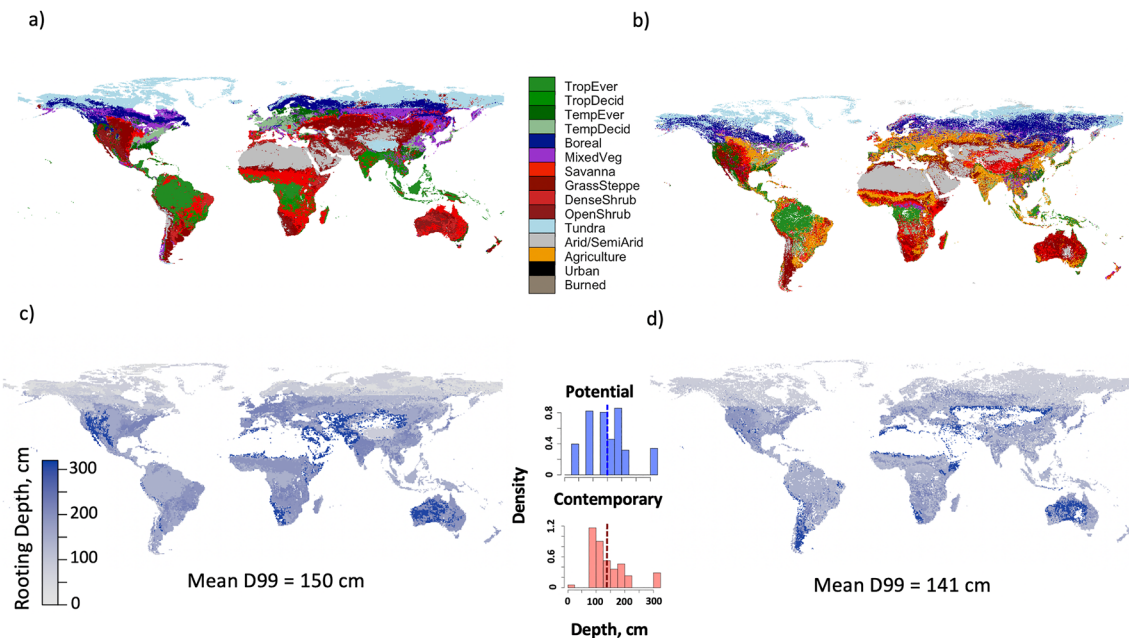 a)
b)
TropEver
TropDecid
TempEver
TempDecid
Boreal
MixedVeg
Savanna
GrassSteppe
DenseShrub
OpenShrub
Tundra
Arid/SemiArid
Agriculture
Urban
Burned
c)
d)
Rooting Depth, cm
300
200
100
0
Mean D99 = 150 cm
Potential
0.8
0.4
0
Density
Contemporary
1.2
0.6
0
0 100 200 300
Depth, cm
Mean D99 = 141 cm